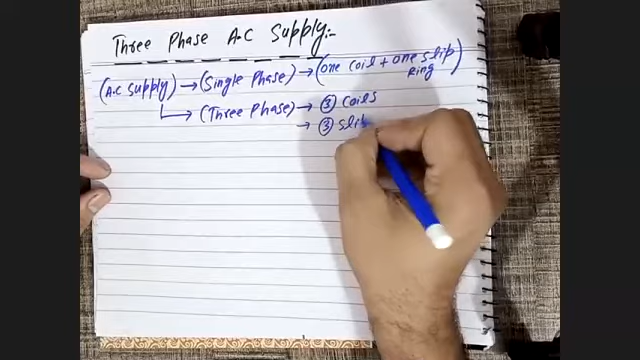 Three Phase A.C Supply:-
(A.C Supply) → (Single Phase) → (One Coil + One Slip Ring)
→ (Three Phase) → ③ Coils
→ ③ Slip